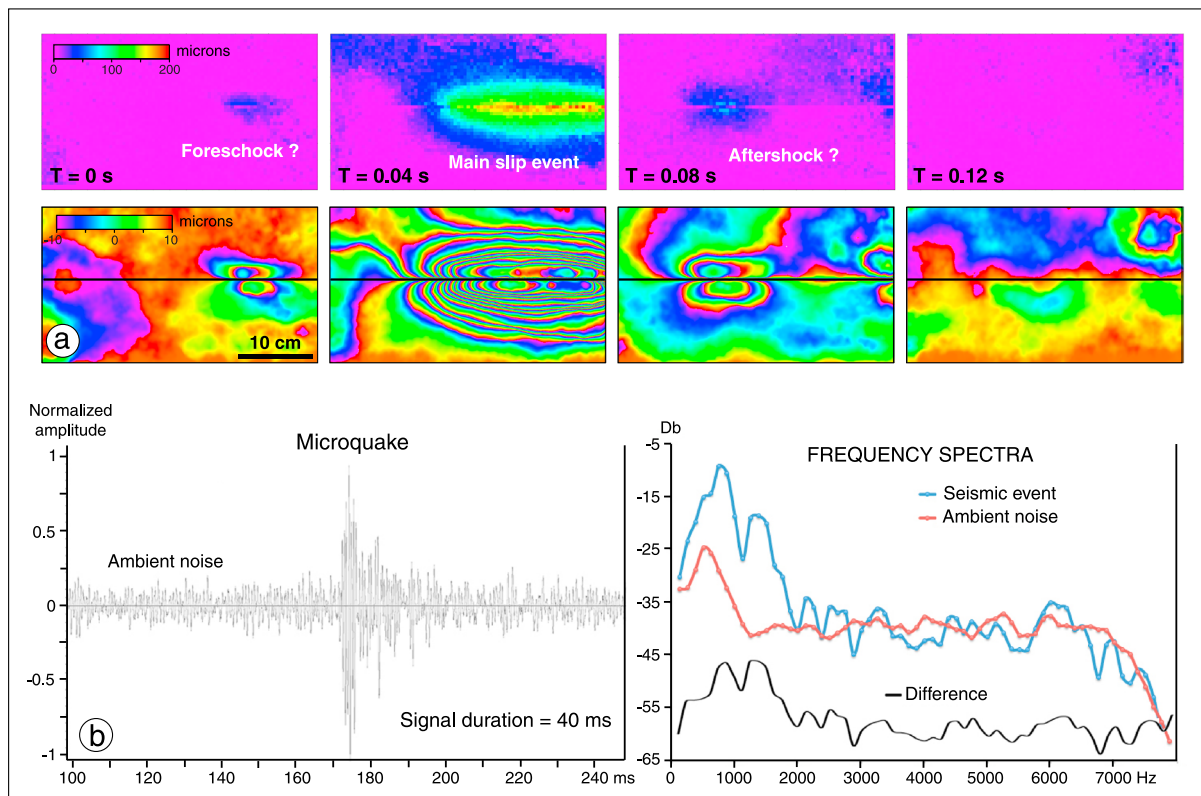 microns
0 100 200
Foreschock ?
T = 0 s
Main slip event
T = 0.04 s
Aftershock ?
T = 0.08 s
T = 0.12 s
microns
-10 0 10
a
10 cm
Normalized
amplitude
Microquake
1
0.5
0
-0.5
-1
Ambient noise
Signal duration = 40 ms
b
100 120 140 160 180 200 220 240 ms
Db
FREQUENCY SPECTRA
Seismic event
Ambient noise
Difference
-5
-15
-25
-35
-45
-55
-65
0 1000 2000 3000 4000 5000 6000 7000 Hz